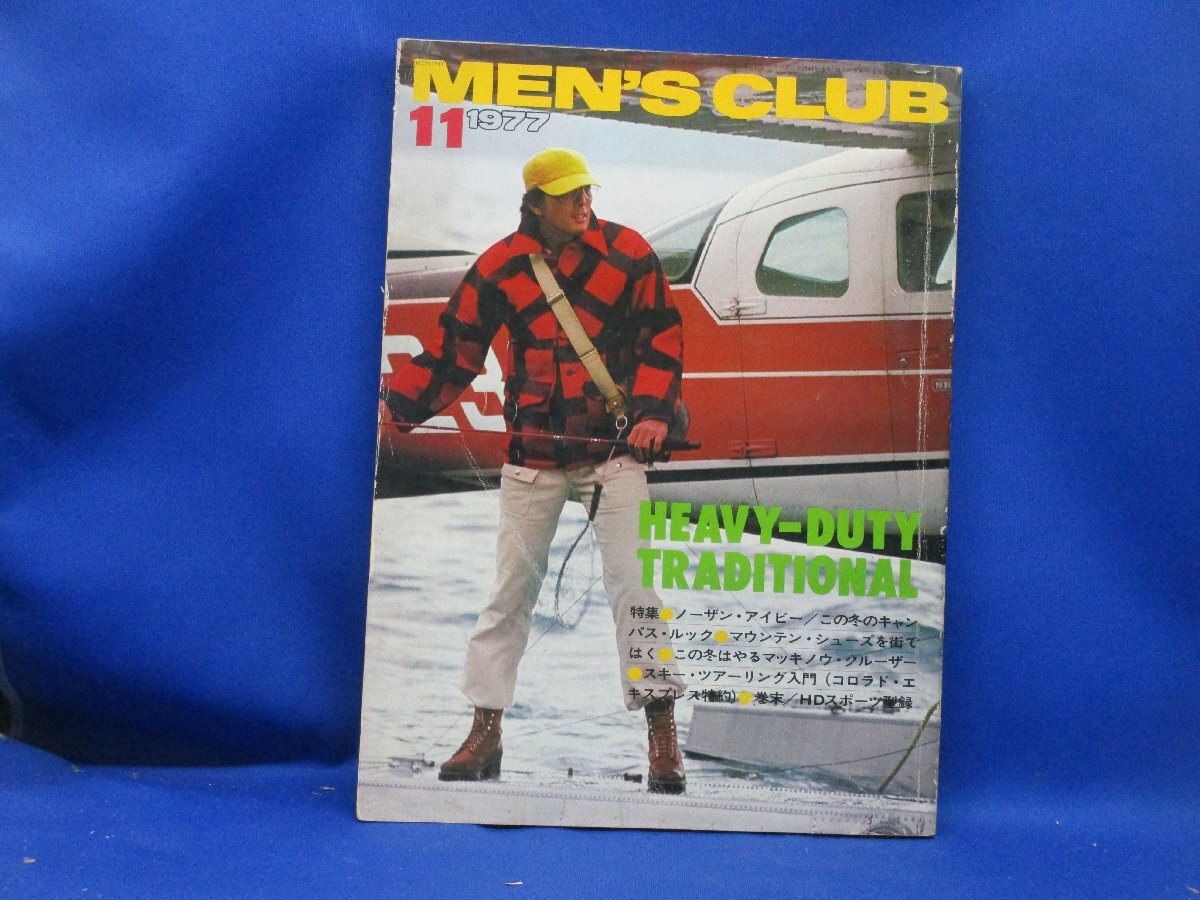 MONTHLY
MEN'S CLUB
11 1977
HEAVY-DUTY
TRADITIONAL
特集●ノーザン・アイビー/この冬のキャン
パス・ルック●マウンテン・シューズを街で
はく●この冬はやるマッキノウ・クルーザー
●スキー・ツアーリング入門(コロラド・エ
キスプレス特約)●巻末/HDスポーツ型録